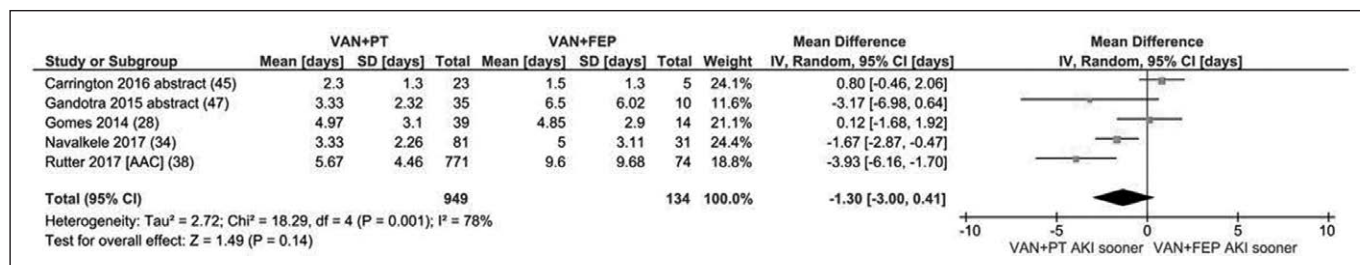 VAN+PT VAN+FEP Mean Difference Mean Difference
Study or Subgroup Mean [days] SD [days] Total Mean [days] SD [days] Total Weight IV, Random, 95% CI [days] IV, Random, 95% CI [days]
Carrington 2016 abstract (45) 2.3 1.3 23 1.5 1.3 5 24.1% 0.80 [-0.46, 2.06]
Gandotra 2015 abstract (47) 3.33 2.32 35 6.5 6.02 10 11.6% -3.17 [-6.98, 0.64]
Gomes 2014 (28) 4.97 3.1 39 4.85 2.9 14 21.1% 0.12 [-1.68, 1.92]
Navalkele 2017 (34) 3.33 2.26 81 5 3.11 31 24.4% -1.67 [-2.87, -0.47]
Rutter 2017 [AAC] (38) 5.67 4.46 771 9.6 9.68 74 18.8% -3.93 [-6.16, -1.70]
Total (95% CI) 949 134 100.0% -1.30 [-3.00, 0.41]
Heterogeneity: Tau² = 2.72; Chi² = 18.29, df = 4 (P = 0.001); I² = 78%
Test for overall effect: Z = 1.49 (P = 0.14)
-10 -5 0 5 10
VAN+PT AKI sooner VAN+FEP AKI sooner